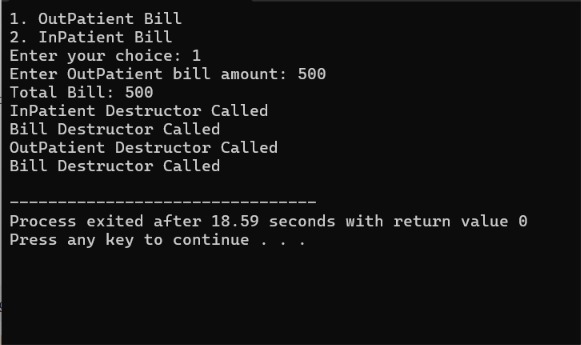 1. OutPatient Bill
2. InPatient Bill
Enter your choice: 1
Enter OutPatient bill amount: 500
Total Bill: 500
InPatient Destructor Called
Bill Destructor Called
OutPatient Destructor Called
Bill Destructor Called

--------------------------------
Process exited after 18.59 seconds with return value 0
Press any key to continue . . .